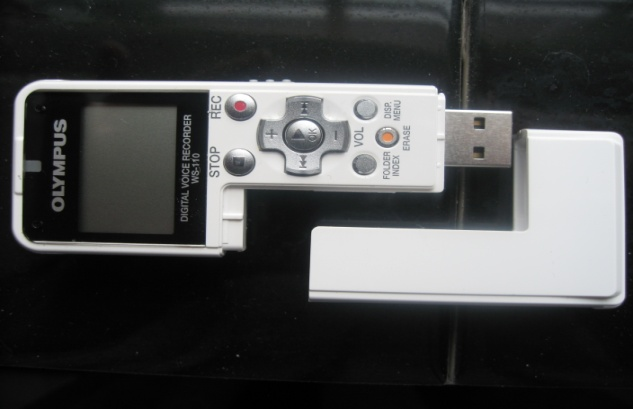 OLYMPUS
DIGITAL VOICE RECORDER
WS-110
REC
STOP
+
OK
-
VOL
DISP.
MENU
ERASE
FOLDER
INDEX